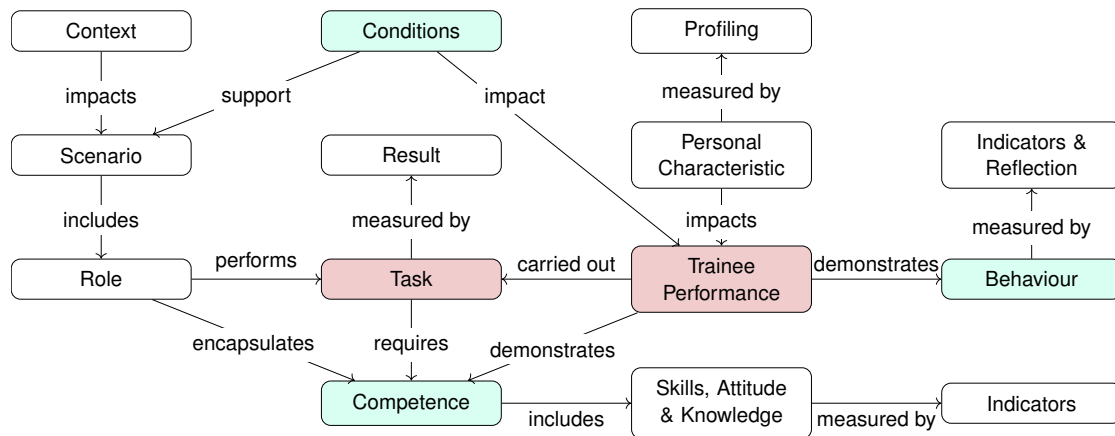 Context
Conditions
Profiling
impacts
support
impact
measured by
Scenario
Result
Personal
Characteristic
Indicators &
Reflection
includes
measured by
impacts
measured by
Role
performs
Task
carried out
Trainee
Performance
demonstrates
Behaviour
encapsulates
requires
demonstrates
Competence
includes
Skills, Attitude
& Knowledge
measured by
Indicators